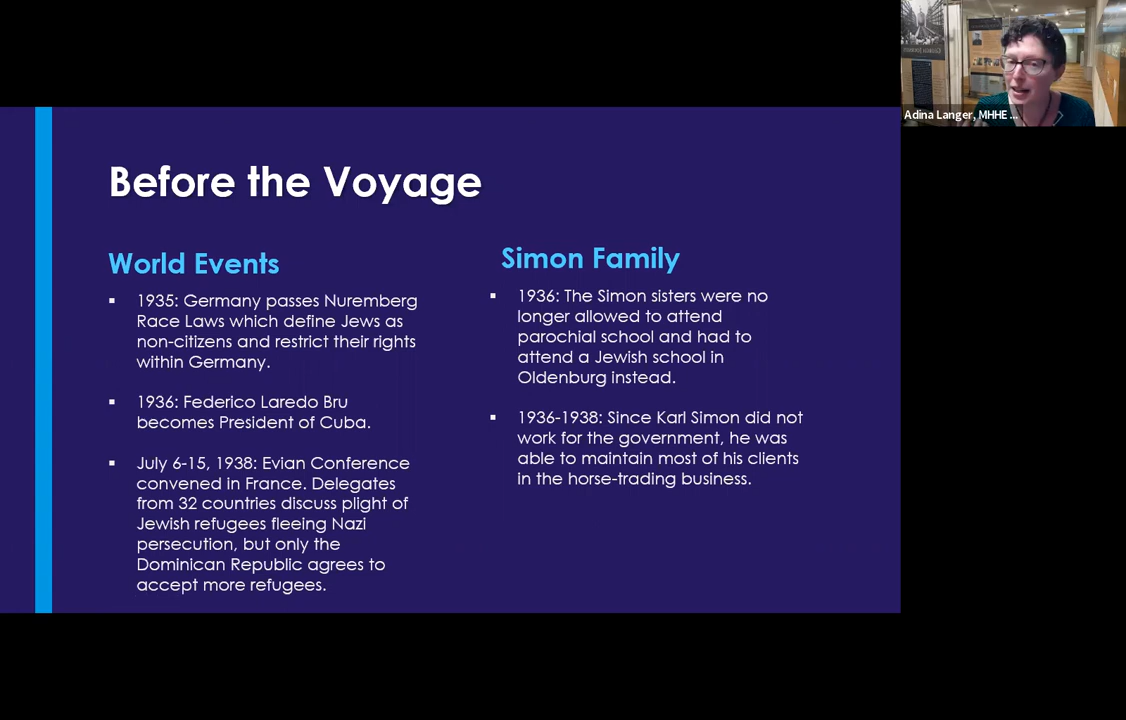 Before the Voyage
World Events
▪ 1935: Germany passes Nuremberg
Race Laws which define Jews as
non-citizens and restrict their rights
within Germany.
▪ 1936: Federico Laredo Bru
becomes President of Cuba.
▪ July 6-15, 1938: Evian Conference
convened in France. Delegates
from 32 countries discuss plight of
Jewish refugees fleeing Nazi
persecution, but only the
Dominican Republic agrees to
accept more refugees.
Simon Family
▪ 1936: The Simon sisters were no
longer allowed to attend
parochial school and had to
attend a Jewish school in
Oldenburg instead.
▪ 1936-1938: Since Karl Simon did not
work for the government, he was
able to maintain most of his clients
in the horse-trading business.
Adina Langer, MHHE ...